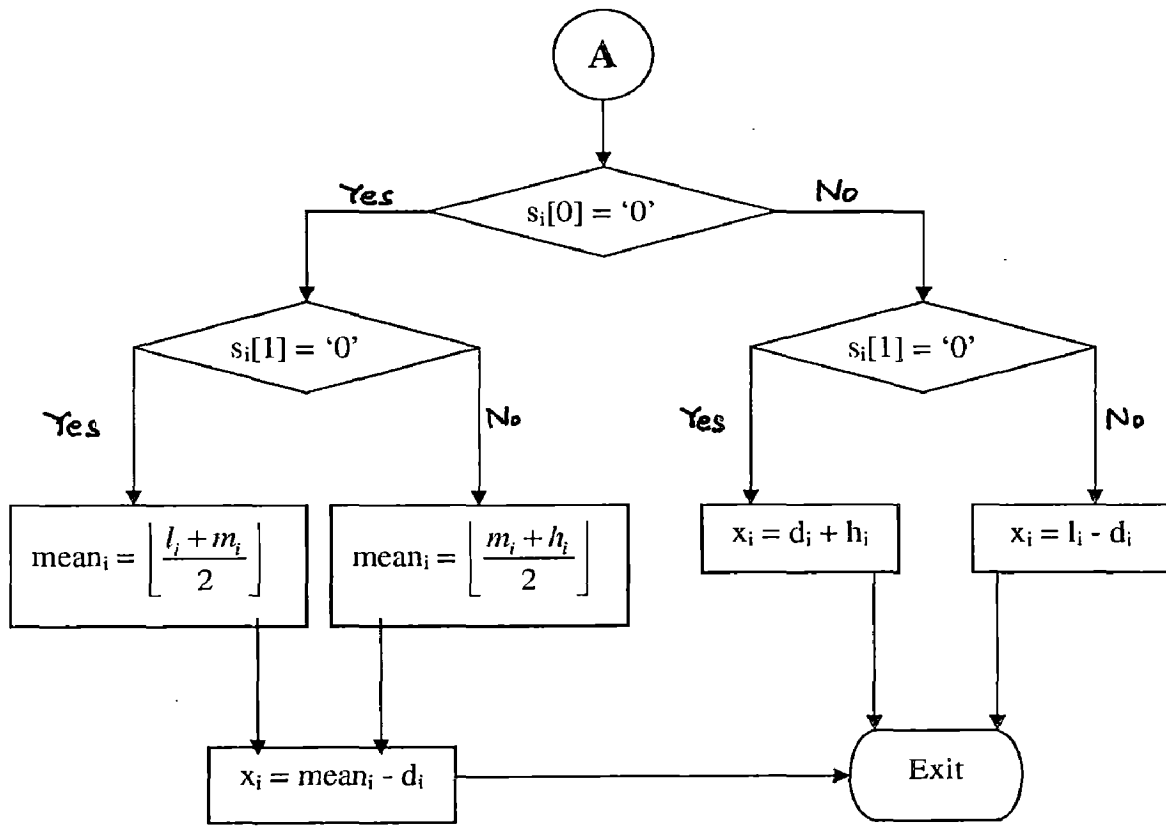 A
Yes
No
sᵢ[0] = ‘0’
sᵢ[1] = ‘0’
sᵢ[1] = ‘0’
Yes
No
Yes
No
meanᵢ = ⌊(lᵢ + mᵢ)/2⌋
meanᵢ = ⌊(mᵢ + hᵢ)/2⌋
xᵢ = dᵢ + hᵢ
xᵢ = lᵢ - dᵢ
xᵢ = meanᵢ - dᵢ
Exit